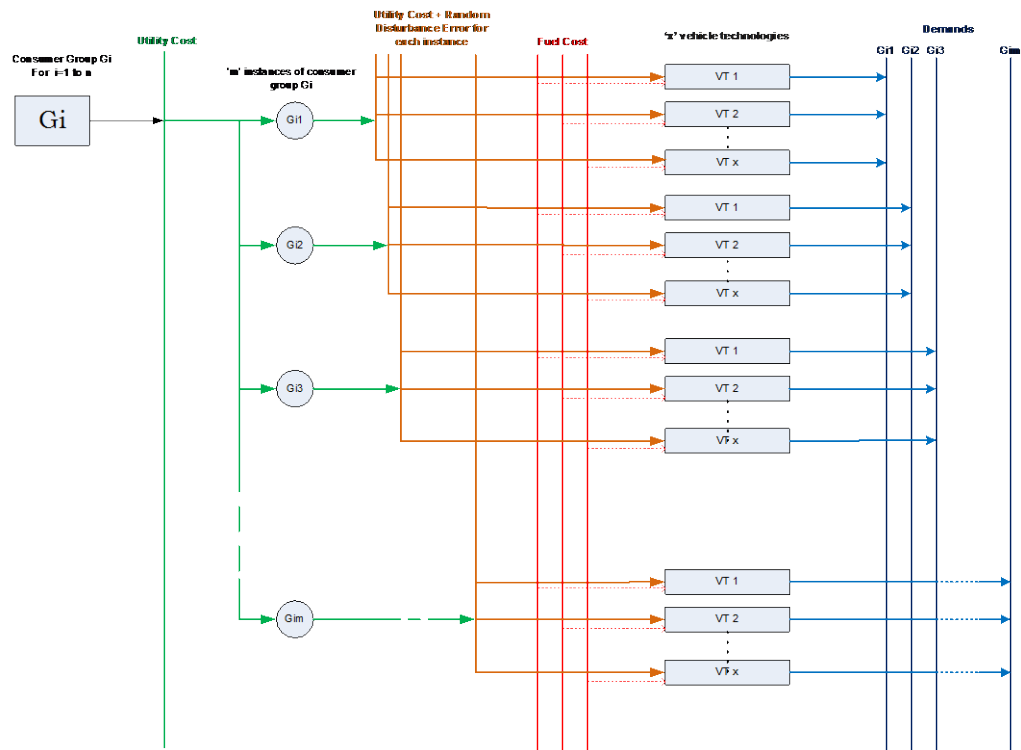 Utility Cost + Random
Disturbance Error for
each instance
Utility Cost
Fuel Cost
'x' vehicle technologies
Demands
Gi1 Gi2 Gi3 Gim
Consumer Group Gi
For i=1 to n
'm' instances of consumer
group Gi
Gi
Gi1
VT 1
VT 2
VT x
Gi2
VT 1
VT 2
VT x
Gi3
VT 1
VT 2
VT x
Gim
VT 1
VT 2
VT x